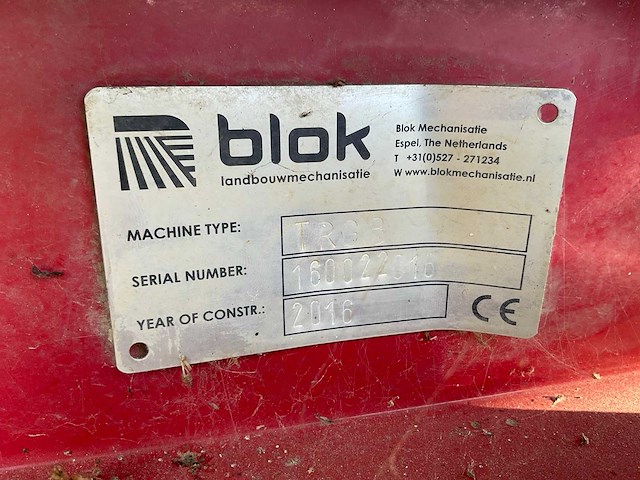 blok
landbouwmechanisatie
Blok Mechanisatie
Espel, The Netherlands
T +31(0)527 - 271234
W www.blokmechanisatie.nl
MACHINE TYPE:
SERIAL NUMBER: 160022016
YEAR OF CONSTR.: 2016
CE